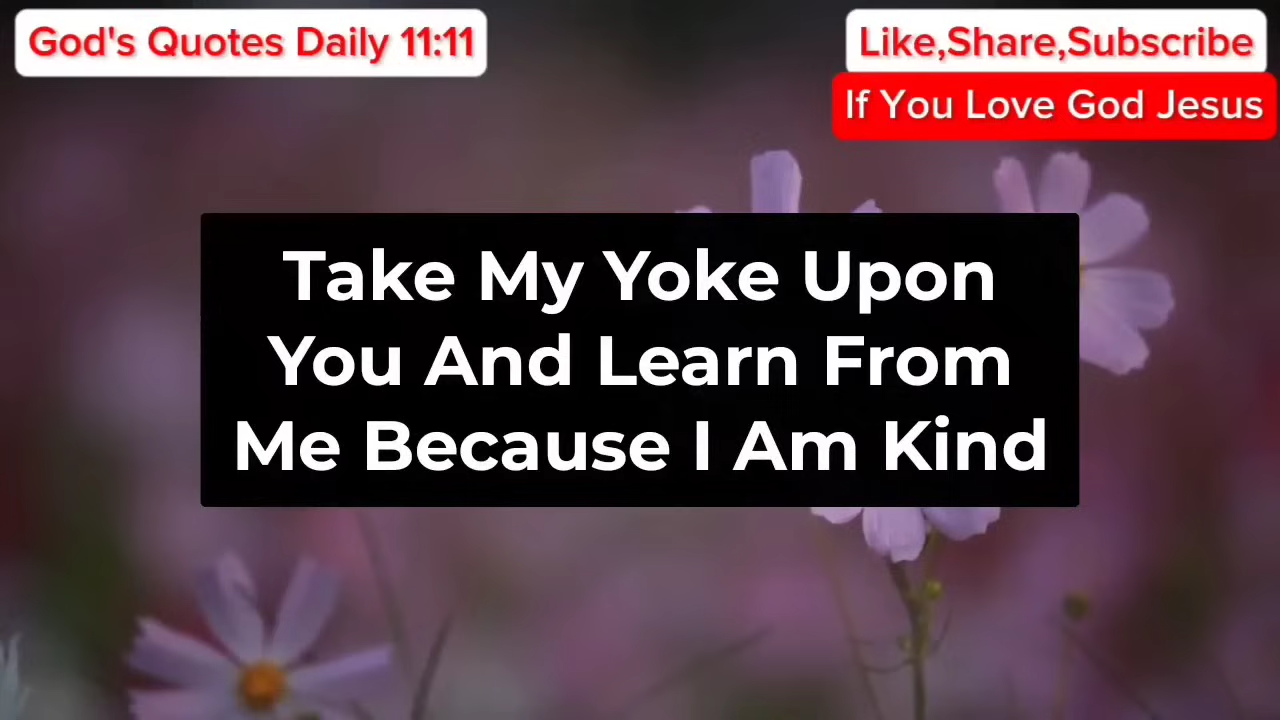 God's Quotes Daily 11:11
Like,Share,Subscribe
If You Love God Jesus
Take My Yoke Upon
You And Learn From
Me Because I Am Kind